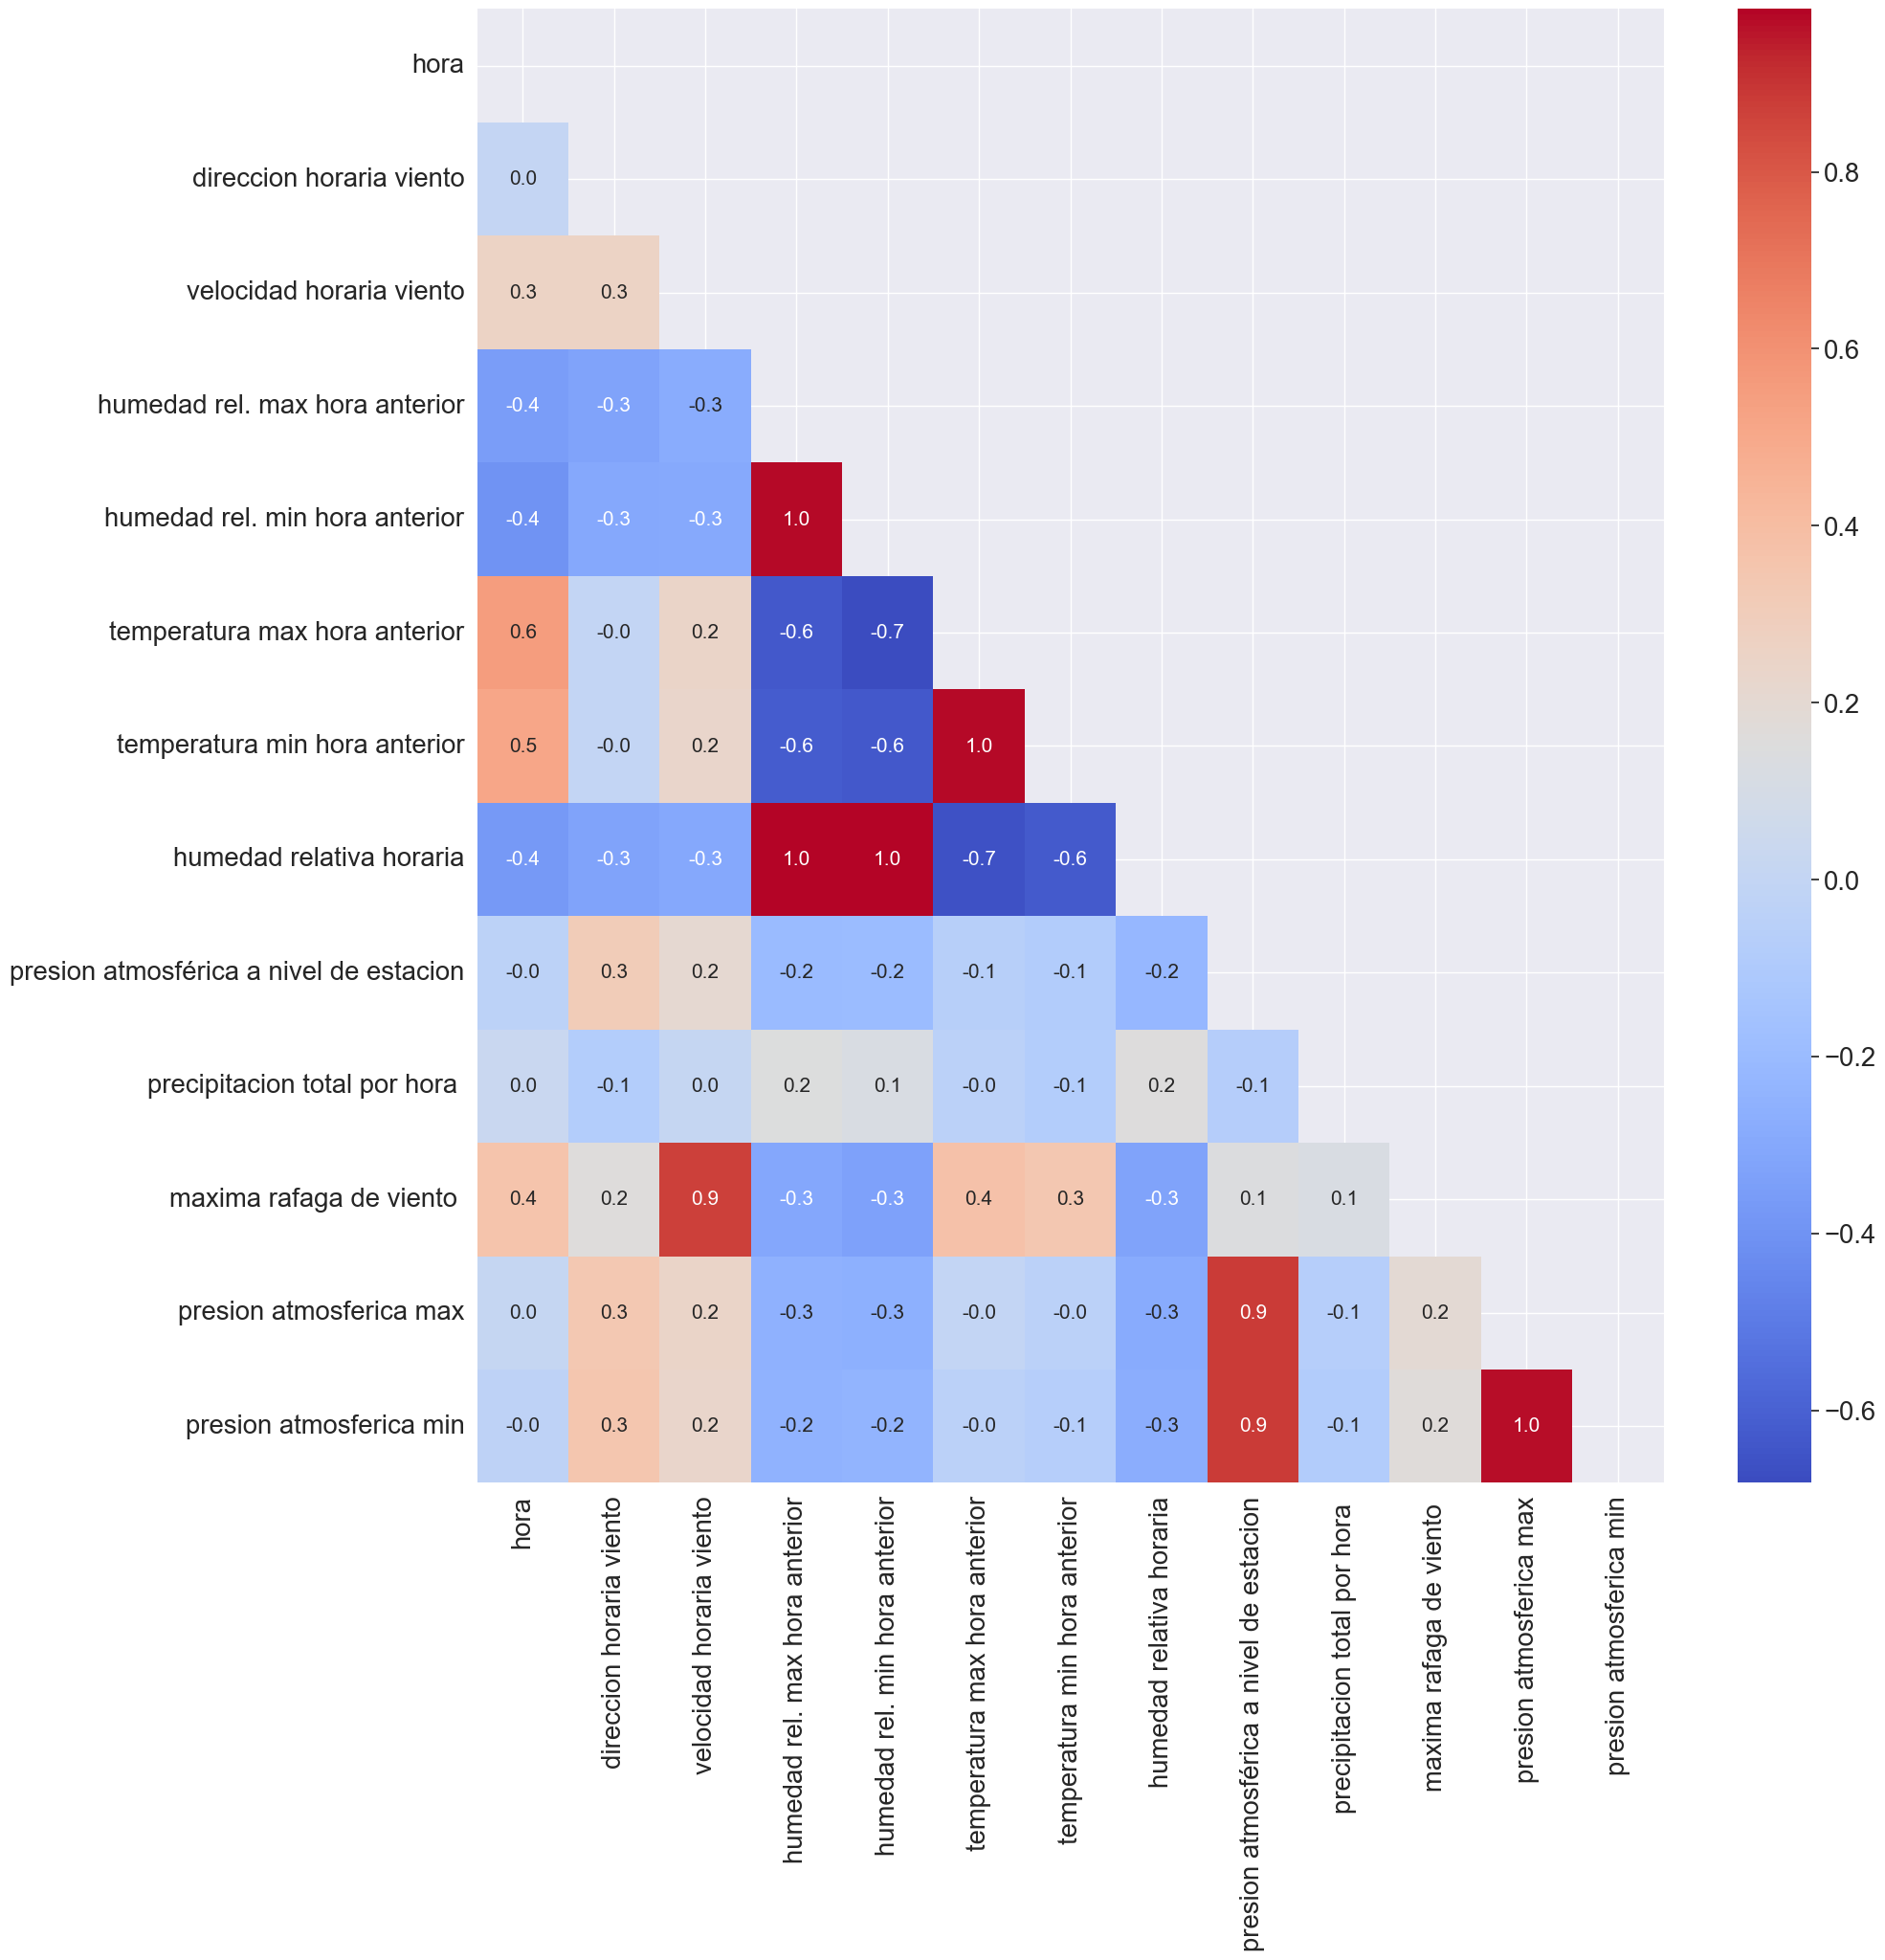 hora
direccion horaria viento
0.0
velocidad horaria viento
0.3 0.3
humedad rel. max hora anterior
-0.4 -0.3 -0.3
humedad rel. min hora anterior
-0.4 -0.3 -0.3 1.0
temperatura max hora anterior
0.6 -0.0 0.2 -0.6 -0.7
temperatura min hora anterior
0.5 -0.0 0.2 -0.6 -0.6 1.0
humedad relativa horaria
-0.4 -0.3 -0.3 1.0 1.0 -0.7 -0.6
presion atmosférica a nivel de estacion
-0.0 0.3 0.2 -0.2 -0.2 -0.1 -0.1 -0.2
precipitacion total por hora
0.0 -0.1 0.0 0.2 0.1 -0.0 -0.1 0.2 -0.1
maxima rafaga de viento
0.4 0.2 0.9 -0.3 -0.3 0.4 0.3 -0.3 0.1 0.1
presion atmosferica max
0.0 0.3 0.2 -0.3 -0.3 -0.0 -0.0 -0.3 0.9 -0.1 0.2
presion atmosferica min
-0.0 0.3 0.2 -0.2 -0.2 -0.0 -0.1 -0.3 0.9 -0.1 0.2 1.0
hora
direccion horaria viento
velocidad horaria viento
humedad rel. max hora anterior
humedad rel. min hora anterior
temperatura max hora anterior
temperatura min hora anterior
humedad relativa horaria
presion atmosférica a nivel de estacion
precipitacion total por hora
maxima rafaga de viento
presion atmosferica max
presion atmosferica min
0.8
0.6
0.4
0.2
0.0
−0.2
−0.4
−0.6